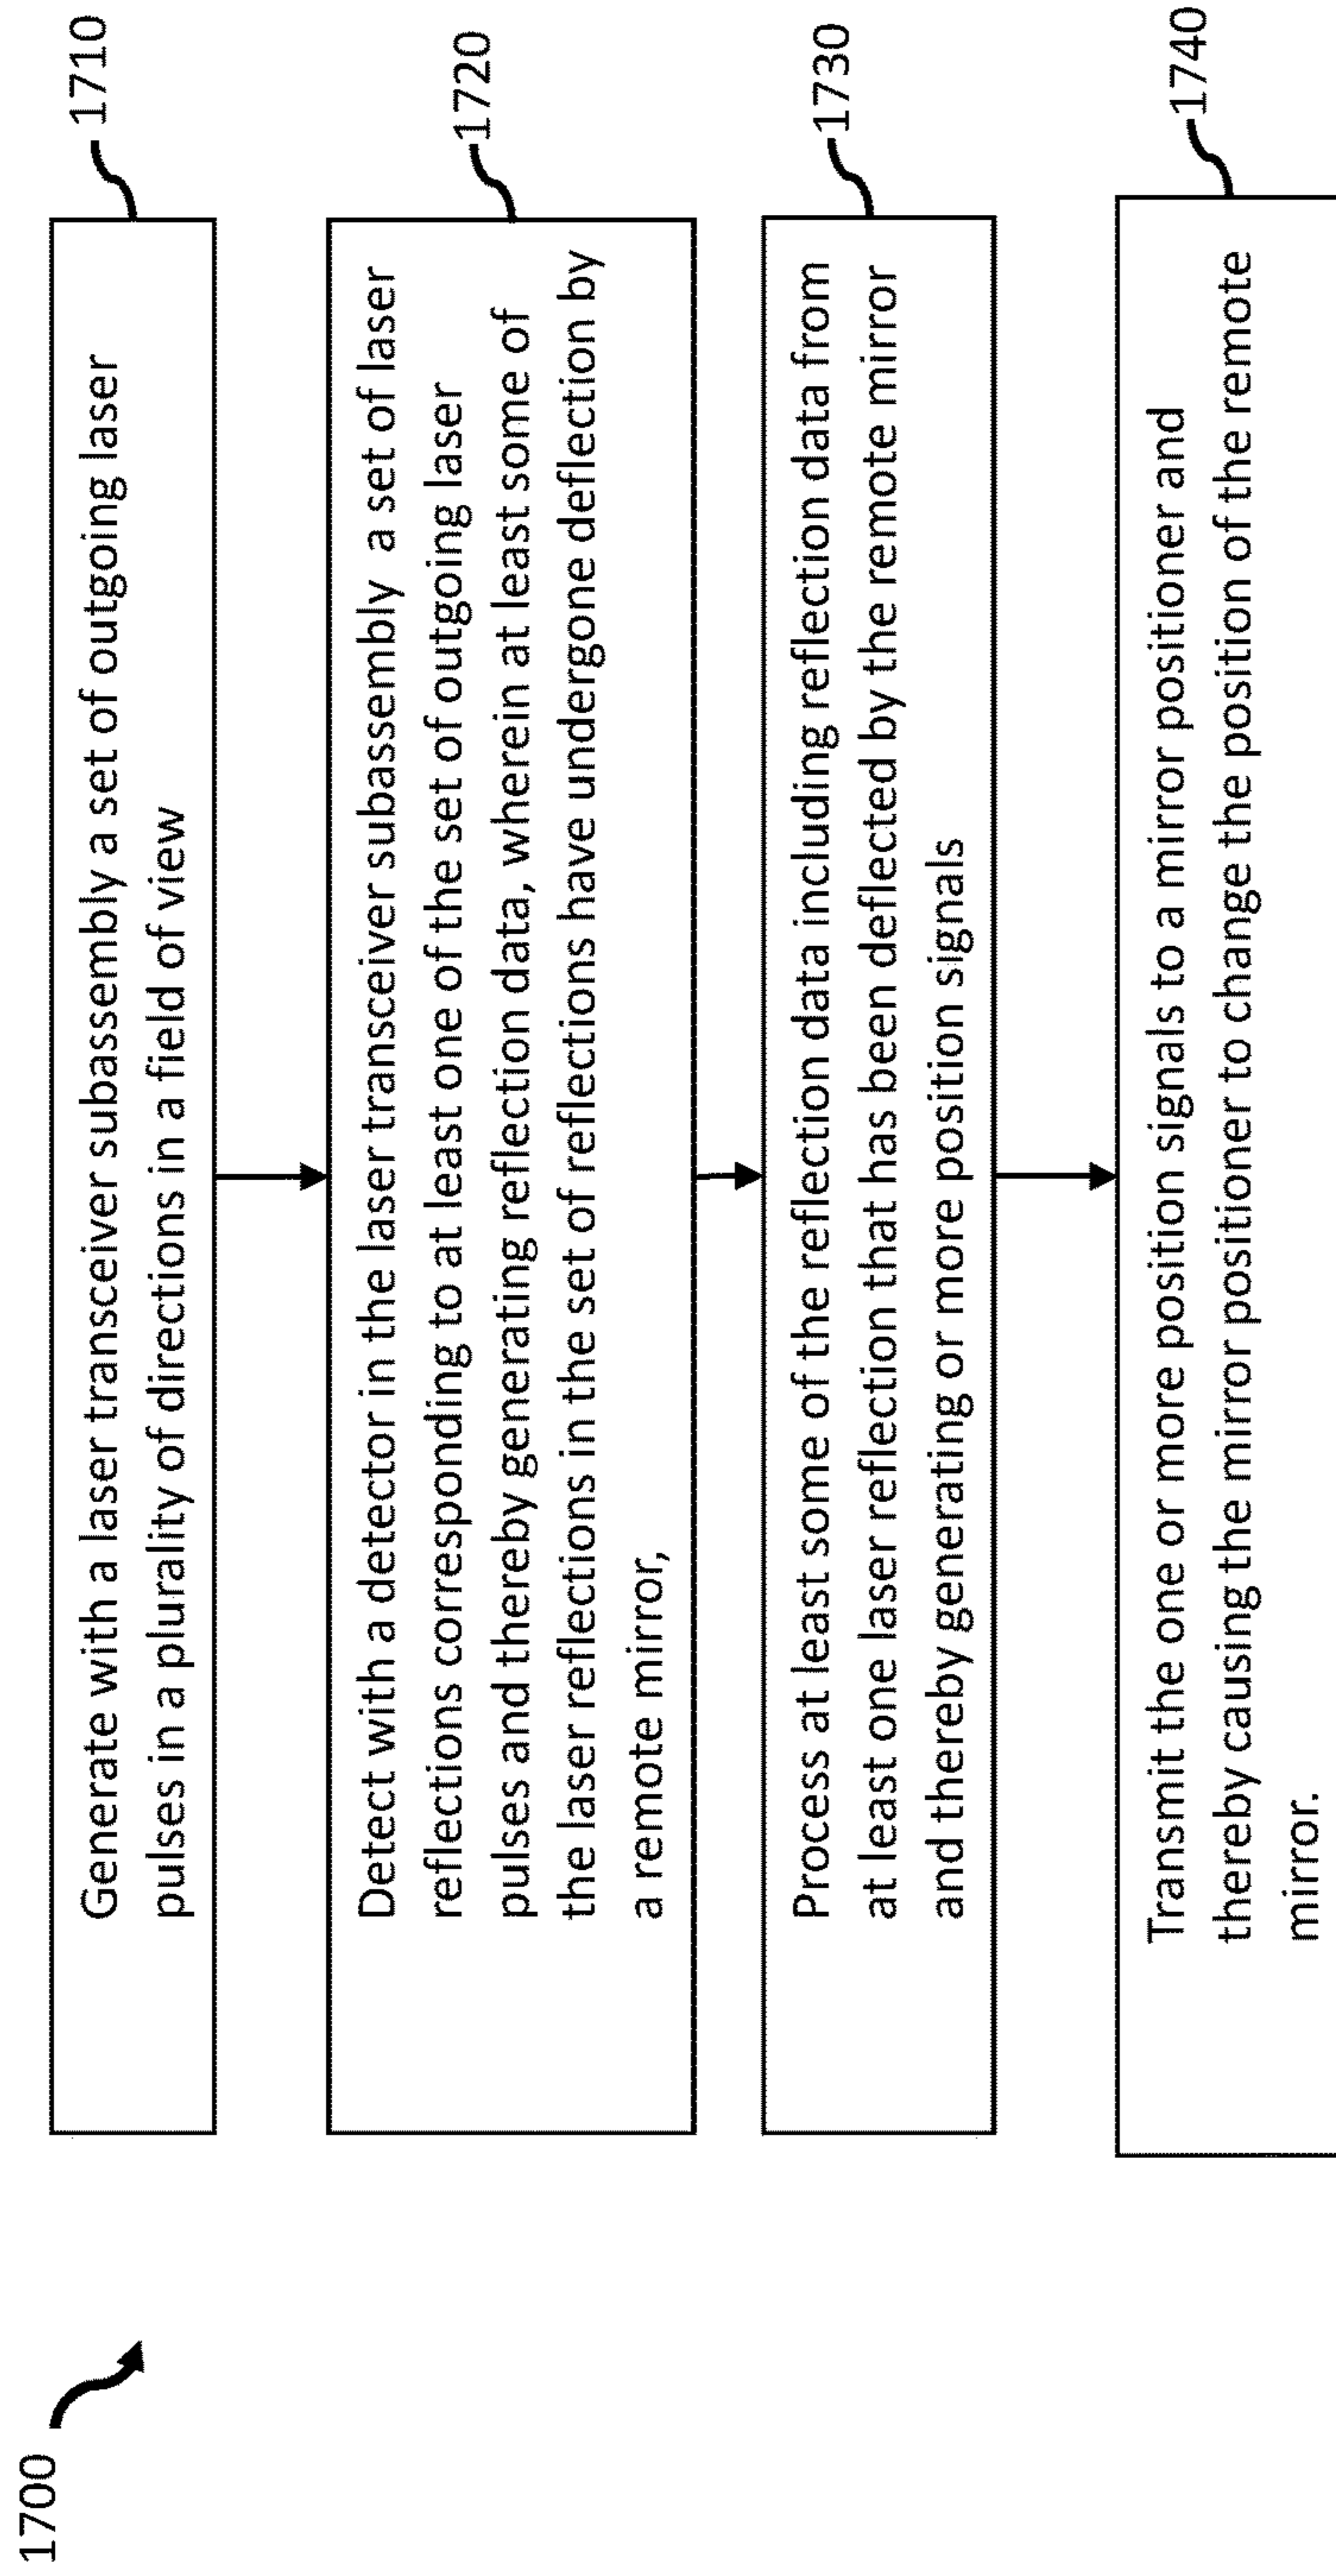 1700
1710
Generate with a laser transceiver subassembly a set of outgoing laser
pulses in a plurality of directions in a field of view
1720
Detect with a detector in the laser transceiver subassembly a set of laser
reflections corresponding to at least one of the set of outgoing laser
pulses and thereby generating reflection data, wherein at least some of
the laser reflections in the set of reflections have undergone deflection by
a remote mirror,
1730
Process at least some of the reflection data including reflection data from
at least one laser reflection that has been deflected by the remote mirror
and thereby generating or more position signals
1740
Transmit the one or more position signals to a mirror positioner and
thereby causing the mirror positioner to change the position of the remote
mirror.